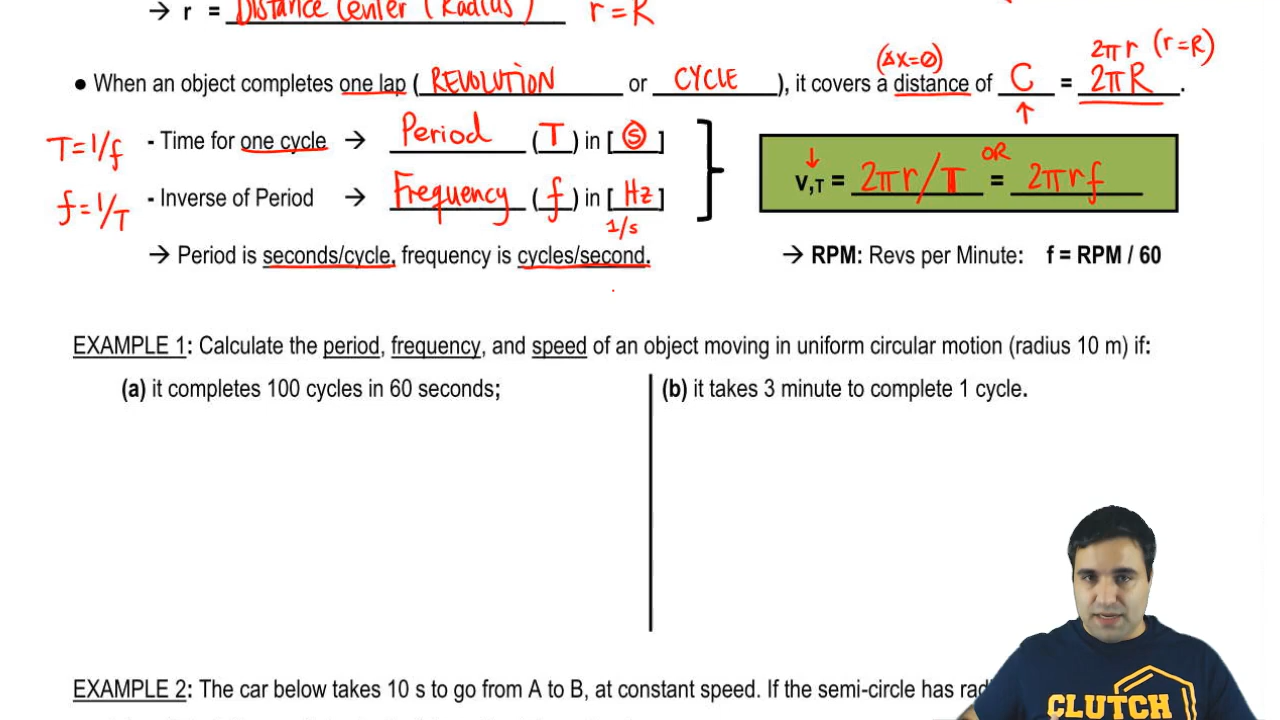 → r = Distance Center (Radius) r = R
(Δx=0) 2πr (r=R)
● When an object completes one lap ( REVOLUTION or CYCLE ), it covers a distance of C = 2πR .
T=1/f - Time for one cycle → Period ( T ) in [ S ]
OR
v,T = 2πr/T = 2πrf
f=1/T - Inverse of Period → Frequency ( f ) in [ Hz ]
1/s
→ Period is seconds/cycle, frequency is cycles/second. → RPM: Revs per Minute: f = RPM / 60
EXAMPLE 1: Calculate the period, frequency, and speed of an object moving in uniform circular motion (radius 10 m) if:
(a) it completes 100 cycles in 60 seconds; (b) it takes 3 minute to complete 1 cycle.
EXAMPLE 2: The car below takes 10 s to go from A to B, at constant speed. If the semi-circle has
CLUTCH